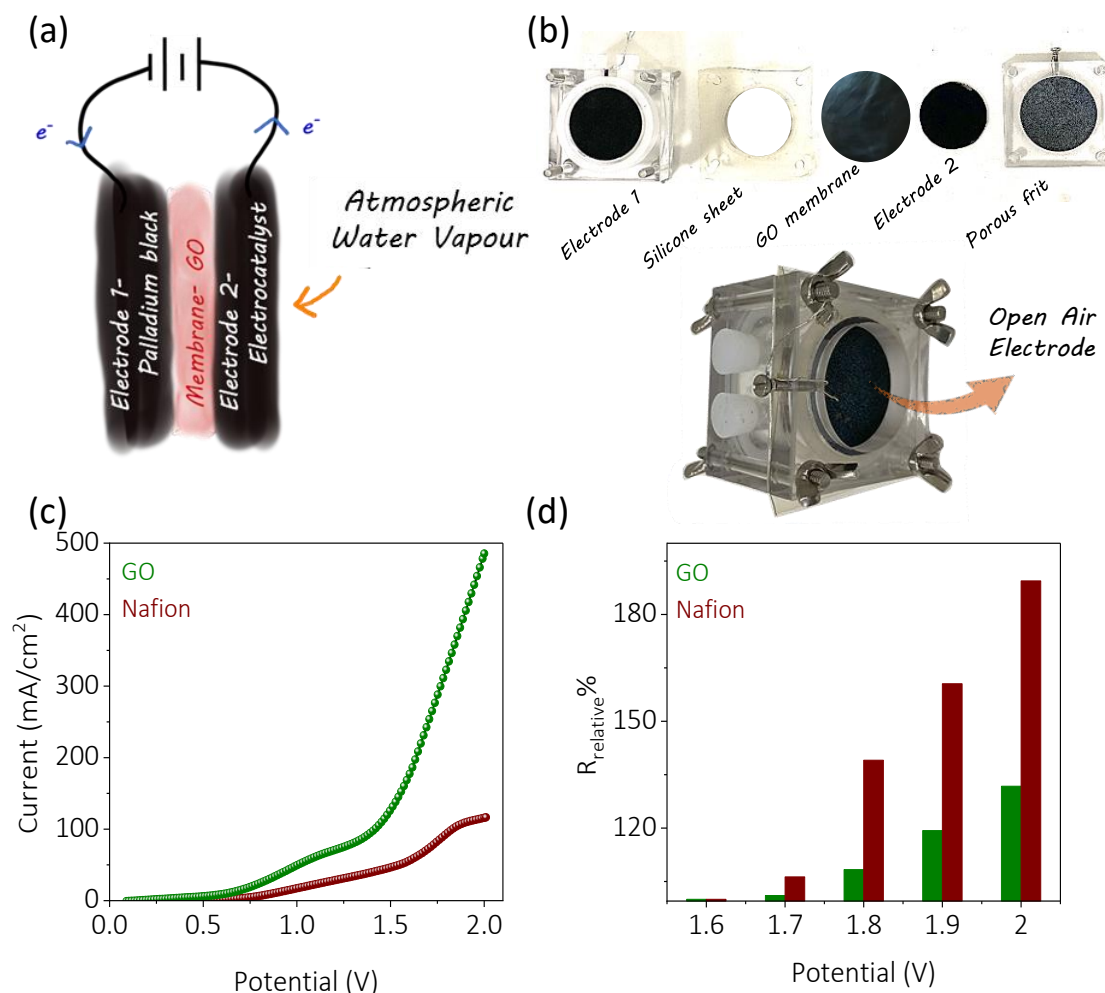 (a)
e-
e-
Electrode 1-
Palladium black
Membrane- GO
Electrode 2-
Electrocatalyst
Atmospheric
Water Vapour
(b)
Electrode 1
Silicone sheet
GO membrane
Electrode 2
Porous frit
Open Air
Electrode
(c)
GO
Nafion
500
400
300
200
100
0
0.0 0.5 1.0 1.5 2.0
Current (mA/cm²)
Potential (V)
(d)
GO
Nafion
180
150
120
1.6 1.7 1.8 1.9 2
Rrelative%
Potential (V)